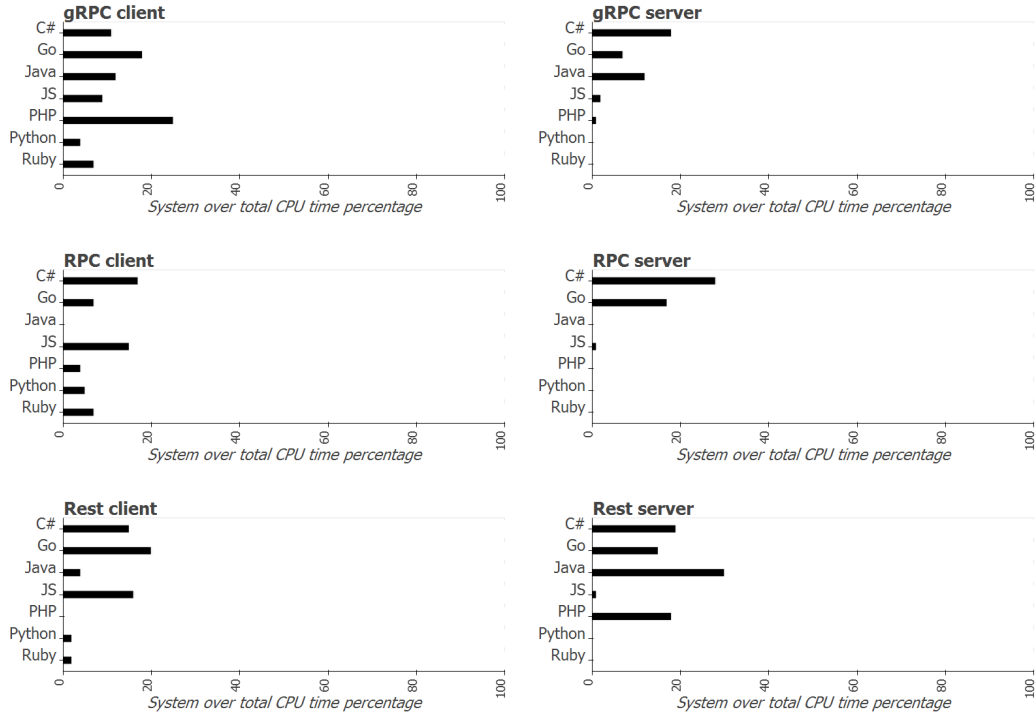 gRPC client
C#
Go
Java
JS
PHP
Python
Ruby
0 20 40 60 80 100
System over total CPU time percentage
gRPC server
C#
Go
Java
JS
PHP
Python
Ruby
0 20 40 60 80 100
System over total CPU time percentage
RPC client
C#
Go
Java
JS
PHP
Python
Ruby
0 20 40 60 80 100
System over total CPU time percentage
RPC server
C#
Go
Java
JS
PHP
Python
Ruby
0 20 40 60 80 100
System over total CPU time percentage
Rest client
C#
Go
Java
JS
PHP
Python
Ruby
0 20 40 60 80 100
System over total CPU time percentage
Rest server
C#
Go
Java
JS
PHP
Python
Ruby
0 20 40 60 80 100
System over total CPU time percentage